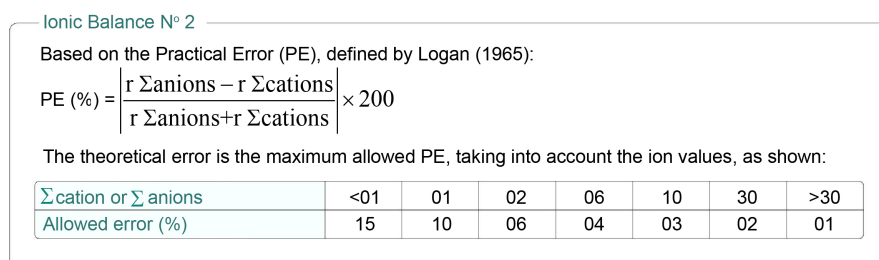 Ionic Balance Nº 2
Based on the Practical Error (PE), defined by Logan (1965):
PE (%) = |r Σanions – r Σcations / r Σanions+r Σcations| × 200
The theoretical error is the maximum allowed PE, taking into account the ion values, as shown:
Σcation or Σ anions <01 01 02 06 10 30 >30
Allowed error (%) 15 10 06 04 03 02 01